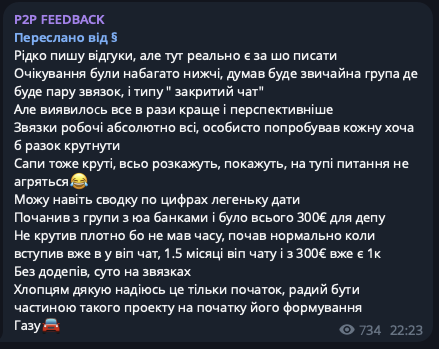 P2P FEEDBACK
Переслано від §
Рідко пишу відгуки, але тут реально є за шо писати
Очікування були набагато нижчі, думав буде звичайна група де
буде пару звязок, і типу " закритий чат"
Але виявилось все в рази краще і перспективніше
Звязки робочі абсолютно всі, особисто попробував кожну хоча
б разок крутнути
Сапи тоже круті, всьо розкажуть, покажуть, на тупі питання не
агряться😂
Можу навіть сводку по цифрах легеньку дати
Починав з групи з юа банками і було всього 300€ для депу
Не крутив плотно бо не мав часу, почав нормально коли
вступив вже в у віп чат, 1.5 місяці віп чату і з 300€ вже є 1к
Без додепів, суто на звязках
Хлопцям дякую надіюсь це тільки початок, радий бути
частиною такого проекту на початку його формування
Газу🚘 734 22:23